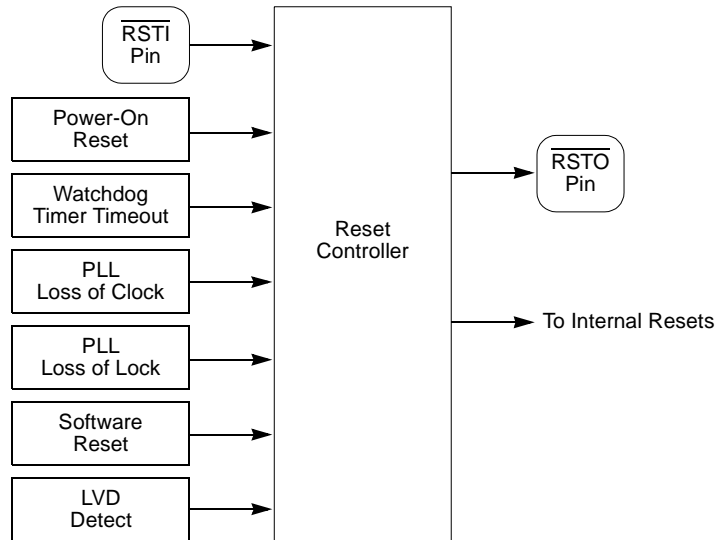 RSTI
Pin
Power-On
Reset
Watchdog
Timer Timeout
PLL
Loss of Clock
PLL
Loss of Lock
Software
Reset
LVD
Detect
Reset
Controller
RSTO
Pin
To Internal Resets